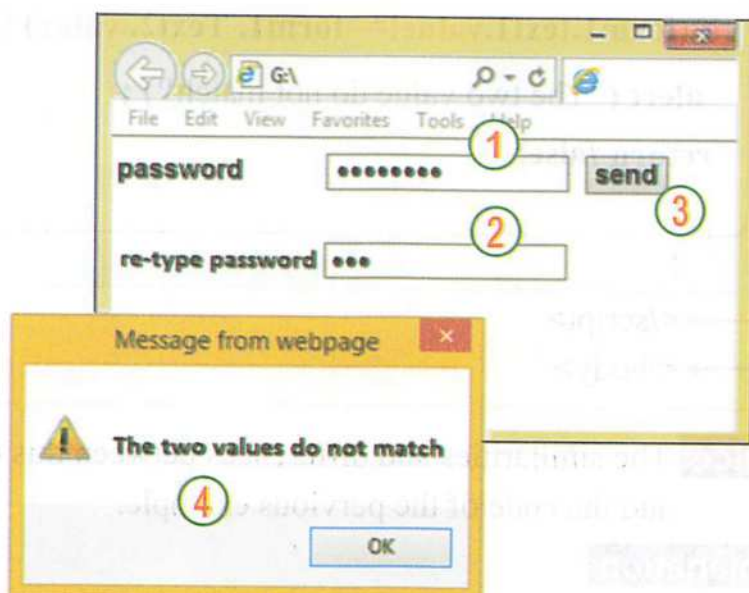 G:\
File Edit View Favorites Tools Help
1
password send
3
2
re-type password
Message from webpage
The two values do not match
4
OK